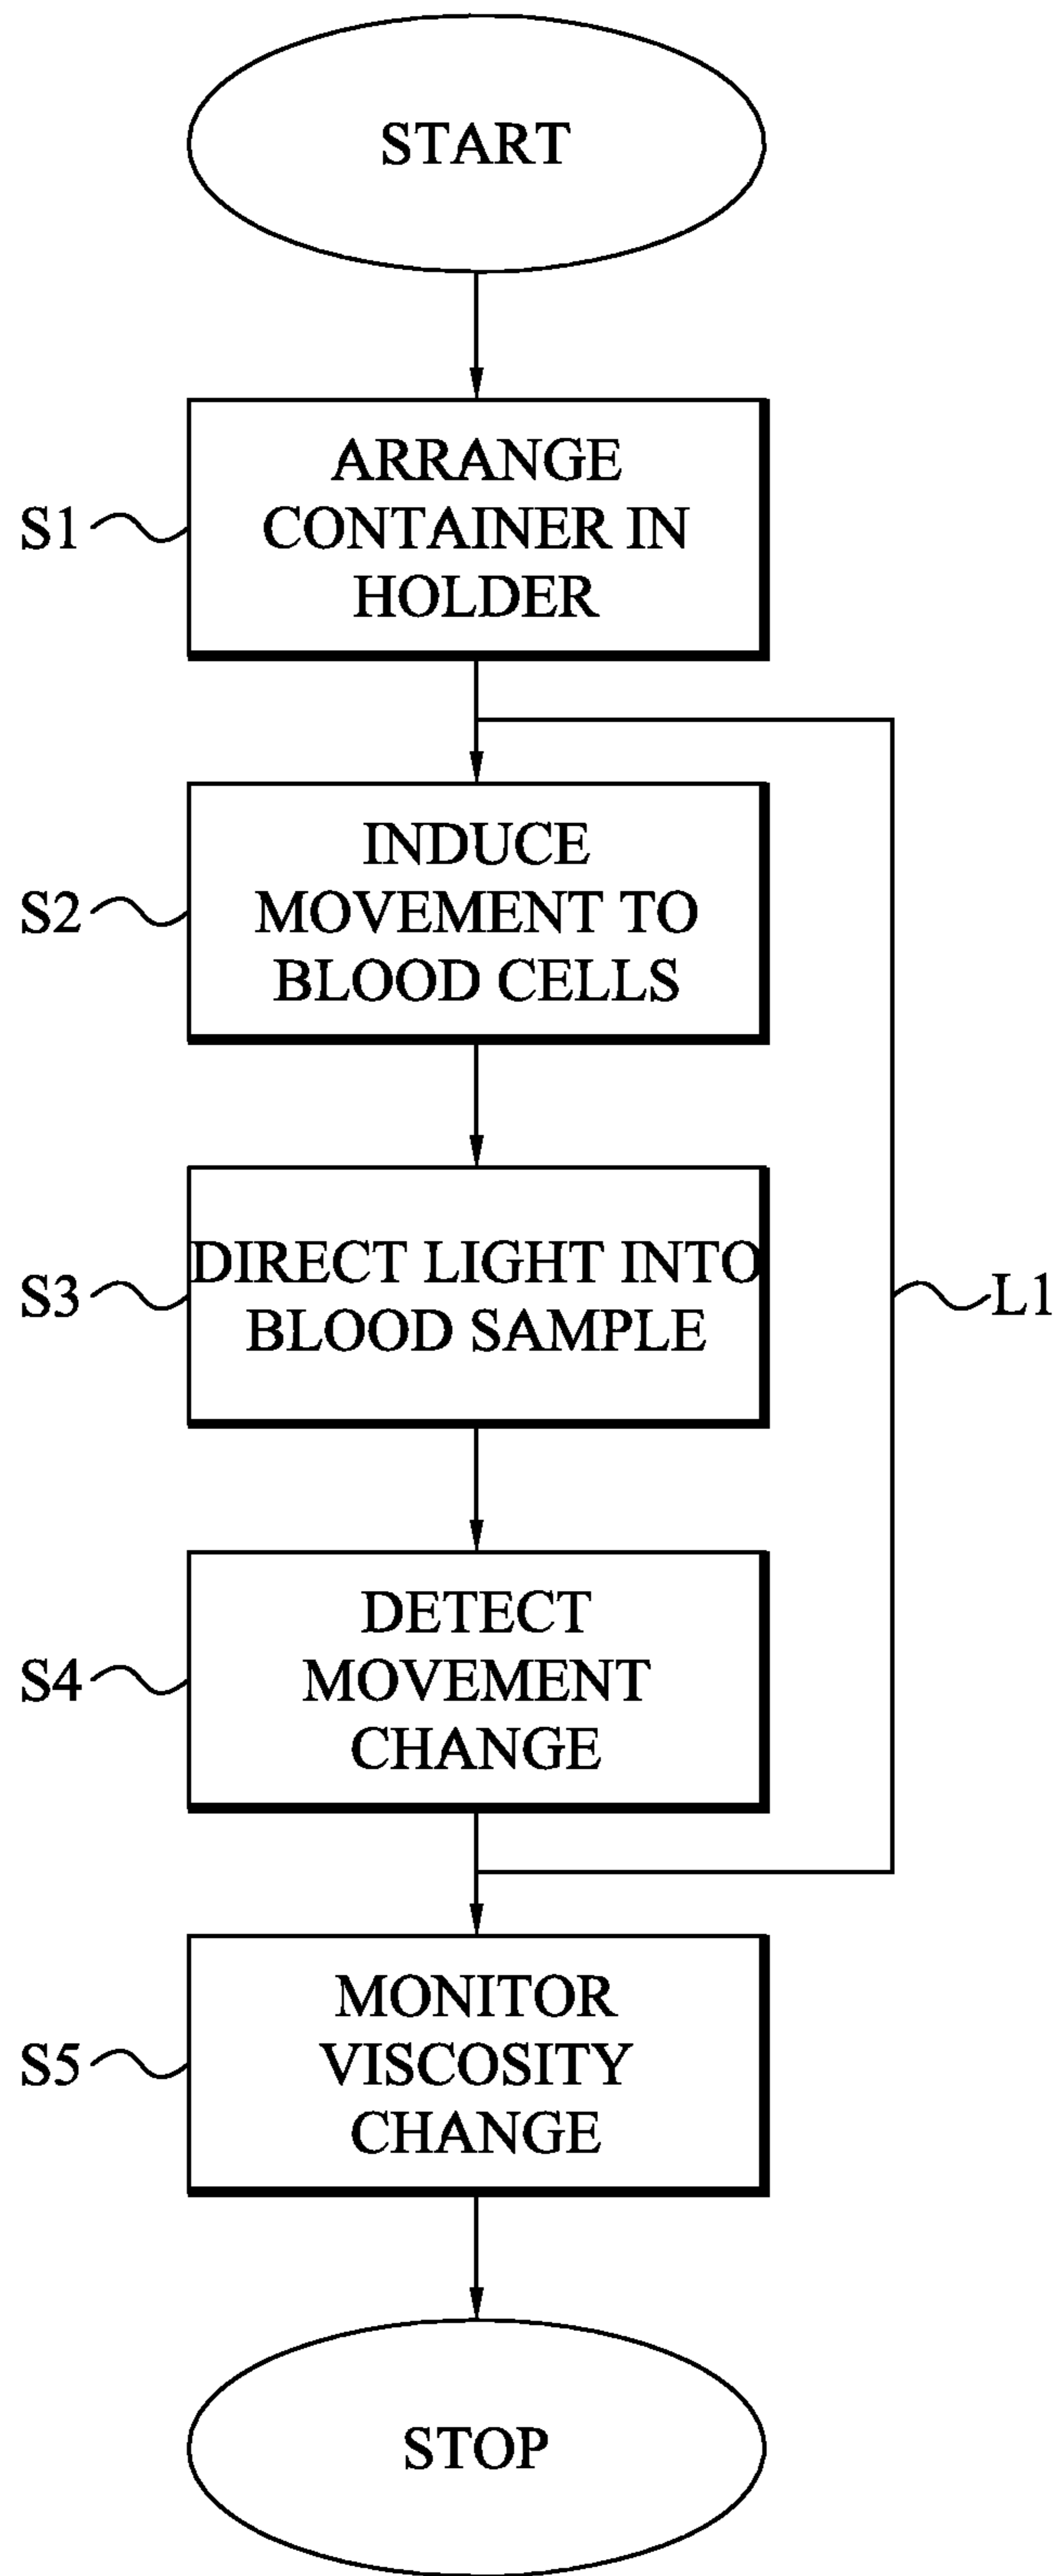 START
S1
ARRANGE
CONTAINER IN
HOLDER
S2
INDUCE
MOVEMENT TO
BLOOD CELLS
S3
DIRECT LIGHT INTO
BLOOD SAMPLE
L1
S4
DETECT
MOVEMENT
CHANGE
S5
MONITOR
VISCOSITY
CHANGE
STOP